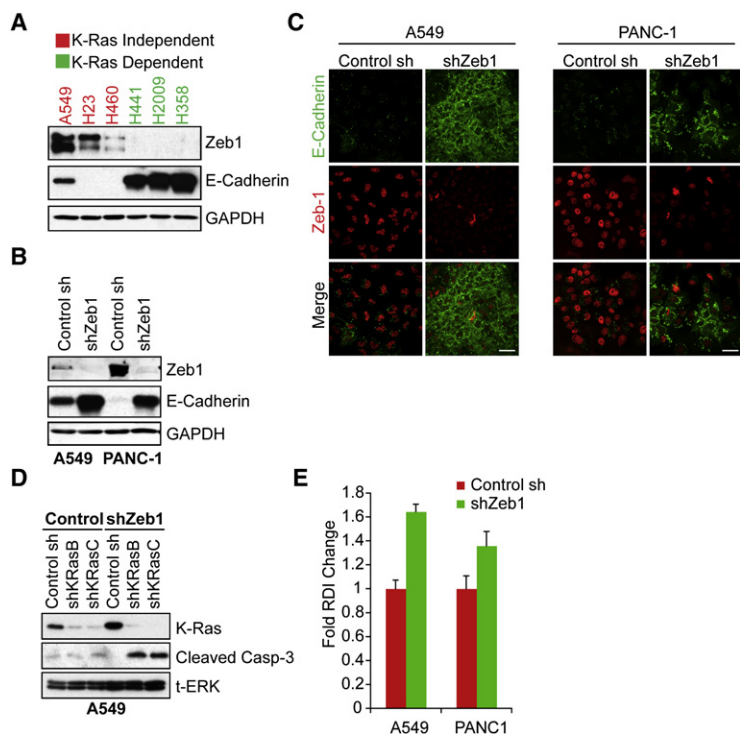 A
K-Ras Independent
K-Ras Dependent
A549
H23
H460
H441
H2009
H358
Zeb1
E-Cadherin
GAPDH
B
Control sh
shZeb1
Control sh
shZeb1
Zeb1
E-Cadherin
GAPDH
A549 PANC-1
C
A549
PANC-1
Control sh shZeb1
Control sh shZeb1
E-Cadherin
Zeb-1
Merge
D
Control shZeb1
Control sh
shKRasB
shKRasC
Control sh
shKRasB
shKRasC
K-Ras
Cleaved Casp-3
t-ERK
A549
E
Control sh
shZeb1
Fold RDI Change
1.8
1.6
1.4
1.2
1
0.8
0.6
0.4
0.2
0
A549 PANC1